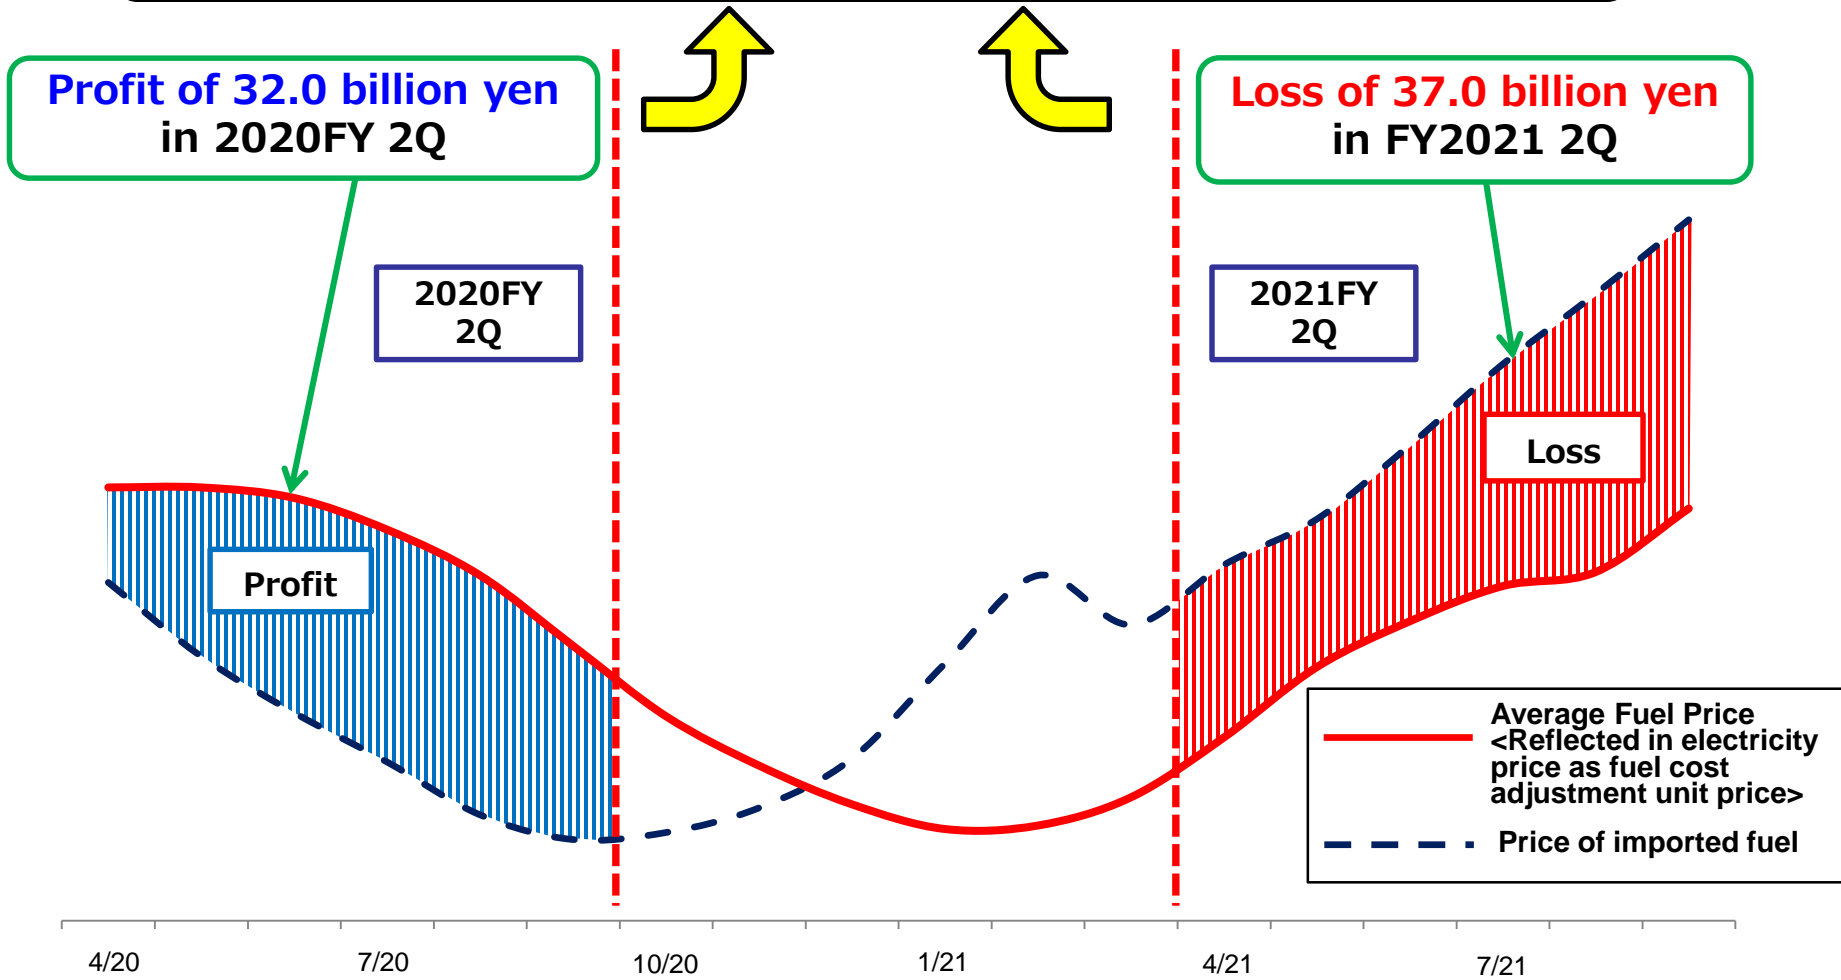 Profit of 32.0 billion yen
in 2020FY 2Q
Loss of 37.0 billion yen
in FY2021 2Q
2020FY
2Q
2021FY
2Q
Profit
Loss
Average Fuel Price
<Reflected in electricity
price as fuel cost
adjustment unit price>
Price of imported fuel
4/20
7/20
10/20
1/21
4/21
7/21